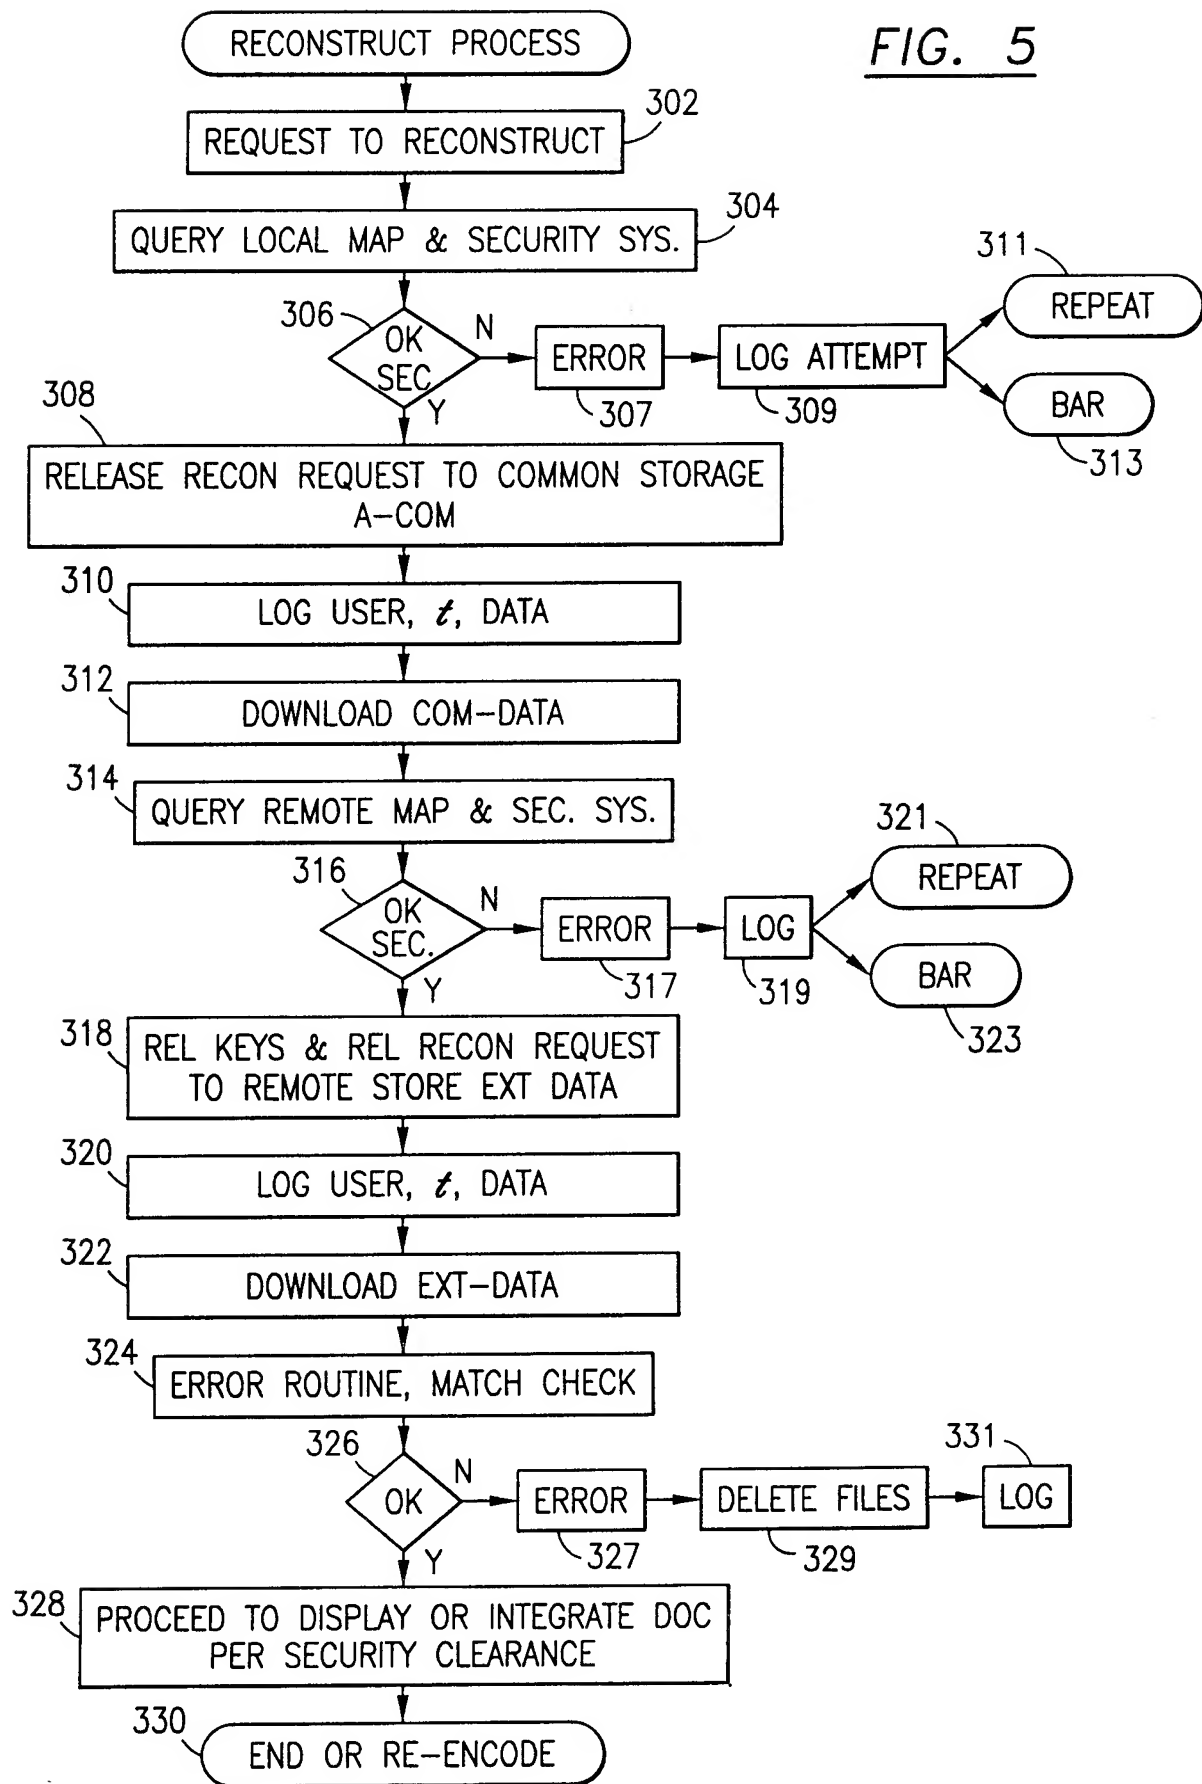 FIG. 5
RECONSTRUCT PROCESS
302
REQUEST TO RECONSTRUCT
304
QUERY LOCAL MAP & SECURITY SYS.
306
OK
SEC
N
Y
ERROR
307
LOG ATTEMPT
309
311
REPEAT
BAR
313
308
RELEASE RECON REQUEST TO COMMON STORAGE
A-COM
310
LOG USER, t, DATA
312
DOWNLOAD COM-DATA
314
QUERY REMOTE MAP & SEC. SYS.
316
OK
SEC.
N
Y
ERROR
317
LOG
319
321
REPEAT
BAR
323
318
REL KEYS & REL RECON REQUEST
TO REMOTE STORE EXT DATA
320
LOG USER, t, DATA
322
DOWNLOAD EXT-DATA
324
ERROR ROUTINE, MATCH CHECK
326
OK
N
Y
ERROR
327
DELETE FILES
329
331
LOG
328
PROCEED TO DISPLAY OR INTEGRATE DOC
PER SECURITY CLEARANCE
330
END OR RE-ENCODE